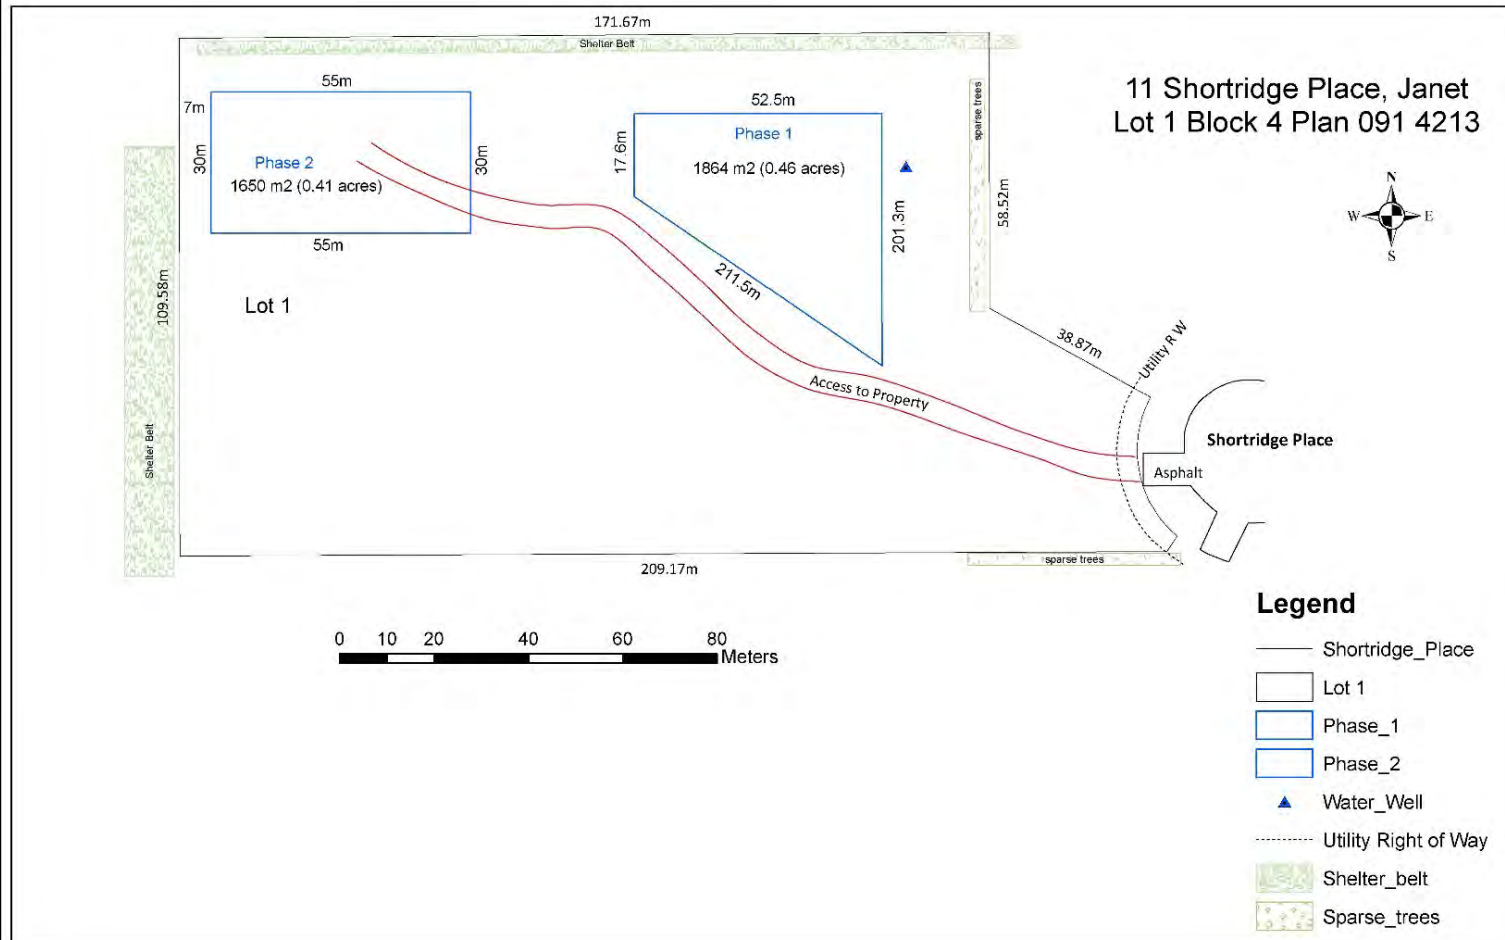 171.67m
Shelter Belt
11 Shortridge Place, Janet
Lot 1 Block 4 Plan 091 4213
55m
7m
30m
Phase 2
1650 m2 (0.41 acres)
30m
55m
52.5m
17.6m
Phase 1
1864 m2 (0.46 acres)
201.3m
211.5m
sparse trees
58.52m
N
W
E
S
109.58m
Lot 1
Shelter Belt
38.87m
Utility R W
Access to Property
Shortridge Place
Asphalt
sparse trees
209.17m
0 10 20 40 60 80
Meters
Legend
Shortridge_Place
Lot 1
Phase_1
Phase_2
Water_Well
Utility Right of Way
Shelter_belt
Sparse_trees